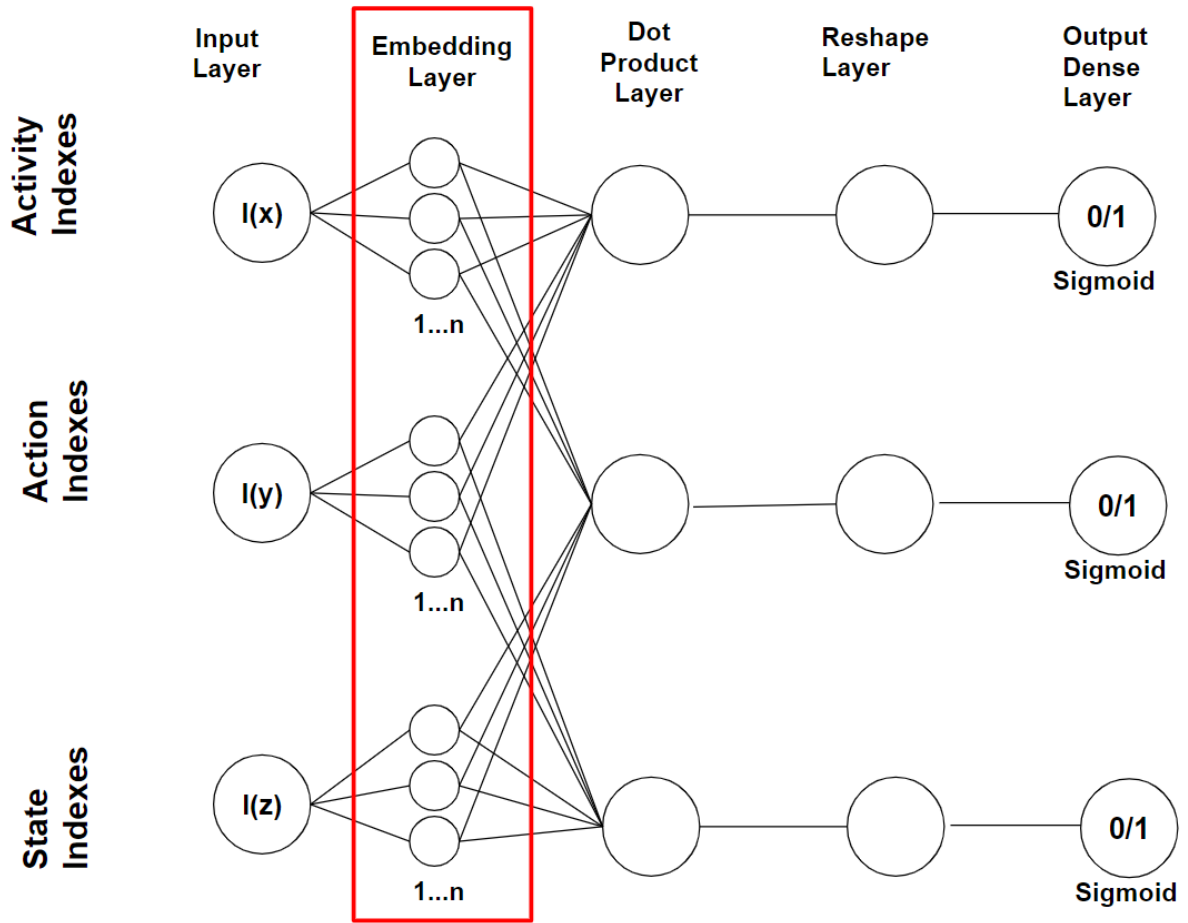 Input
Layer
Embedding
Layer
Dot
Product
Layer
Reshape
Layer
Output
Dense
Layer
Activity
Indexes
I(x)
1...n
0/1
Sigmoid
Action
Indexes
I(y)
1...n
0/1
Sigmoid
State
Indexes
I(z)
1...n
0/1
Sigmoid